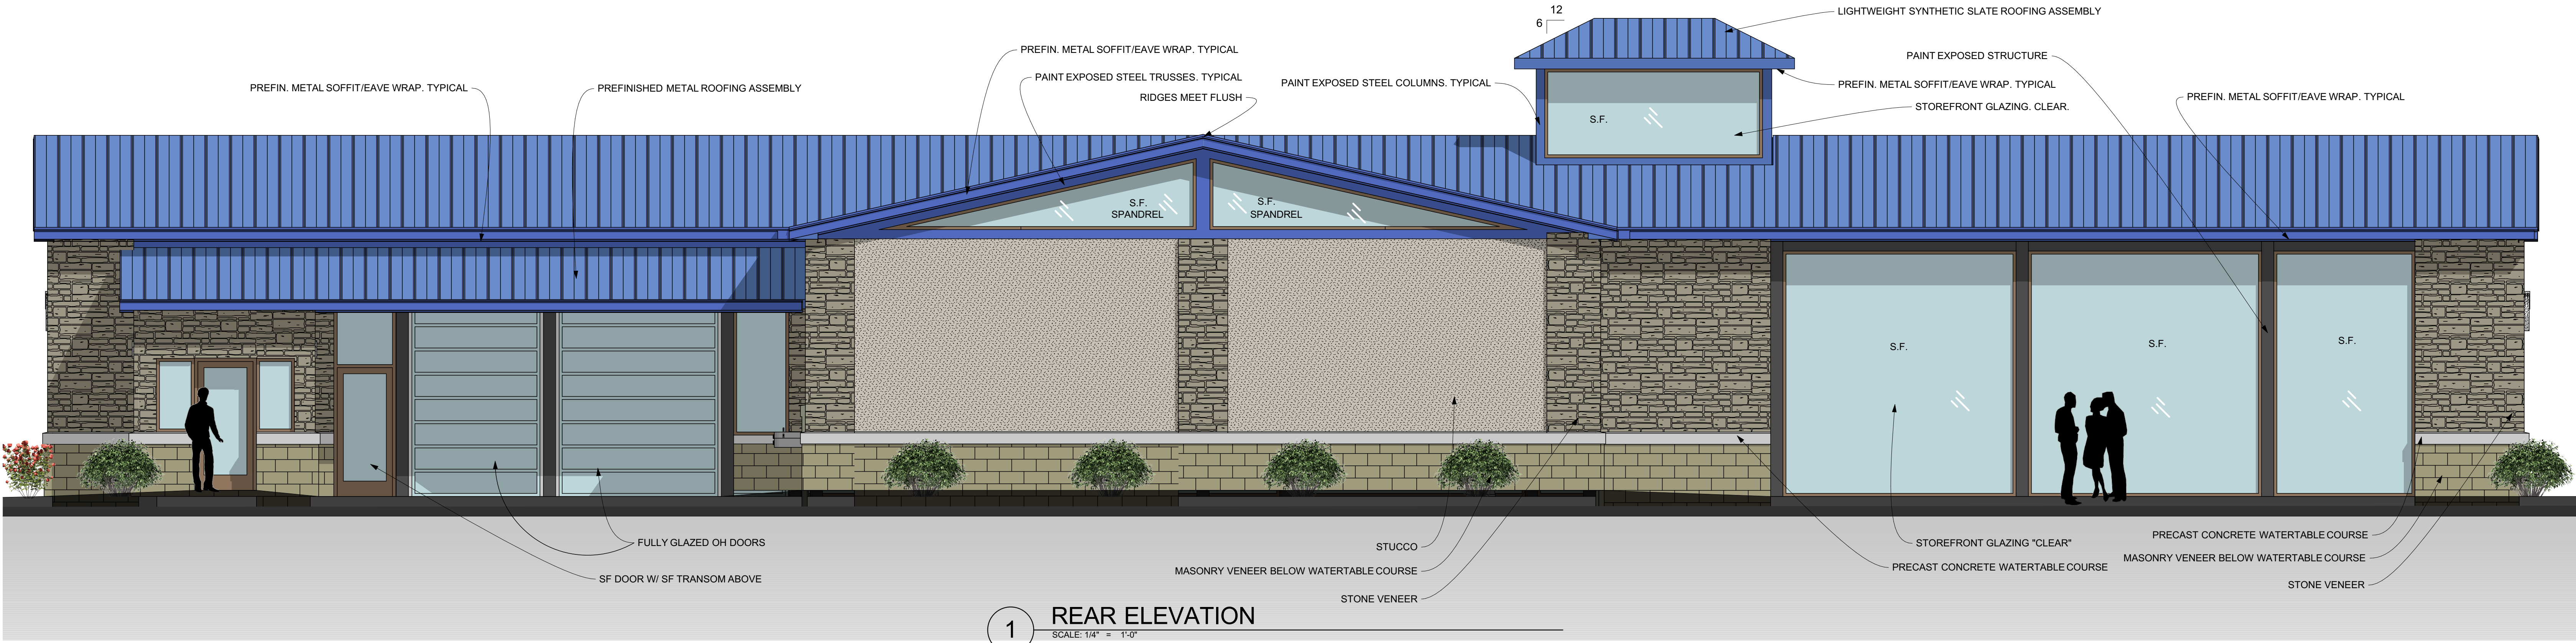 12
6
LIGHTWEIGHT SYNTHETIC SLATE ROOFING ASSEMBLY
PREFIN. METAL SOFFIT/EAVE WRAP. TYPICAL
PAINT EXPOSED STRUCTURE
PAINT EXPOSED STEEL TRUSSES. TYPICAL
PAINT EXPOSED STEEL COLUMNS. TYPICAL
PREFIN. METAL SOFFIT/EAVE WRAP. TYPICAL
PREFIN. METAL SOFFIT/EAVE WRAP. TYPICAL
PREFINISHED METAL ROOFING ASSEMBLY
RIDGES MEET FLUSH
PREFIN. METAL SOFFIT/EAVE WRAP. TYPICAL
STOREFRONT GLAZING. CLEAR.
S.F.
S.F.
SPANDREL
S.F.
SPANDREL
S.F.
S.F.
S.F.
FULLY GLAZED OH DOORS
STUCCO
STOREFRONT GLAZING "CLEAR"
PRECAST CONCRETE WATERTABLE COURSE
SF DOOR W/ SF TRANSOM ABOVE
MASONRY VENEER BELOW WATERTABLE COURSE
PRECAST CONCRETE WATERTABLE COURSE
MASONRY VENEER BELOW WATERTABLE COURSE
STONE VENEER
STONE VENEER
1
REAR ELEVATION
SCALE: 1/4" = 1'-0"